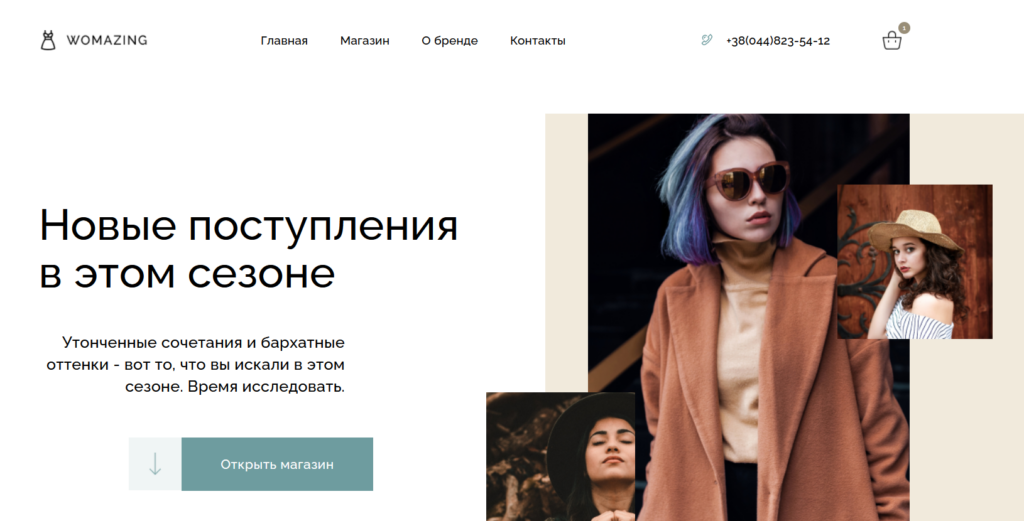 WOMAZING
Главная
Магазин
О бренде
Контакты
+38(044)823-54-12
1
Новые поступления
в этом сезоне
Утонченные сочетания и бархатные
оттенки - вот то, что вы искали в этом
сезоне. Время исследовать.
Открыть магазин